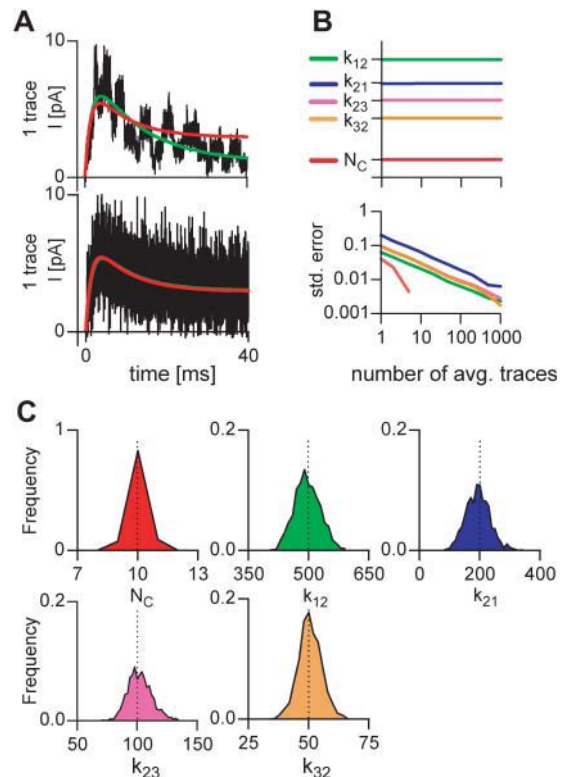 A
10
1 trace
I [pA]
0
10
1 trace
I [pA]
0
0
40
time [ms]
B
k12
k21
k23
k32
NC
1
0.1
0.01
0.001
std. error
1
10
100
1000
number of avg. traces
C
Frequency
1
0
7
10
13
NC
0.2
0.0
350
500
650
k12
0.2
0.0
0
200
400
k21
Frequency
0.2
0.0
50
100
150
k23
0.2
0.0
25
50
75
k32